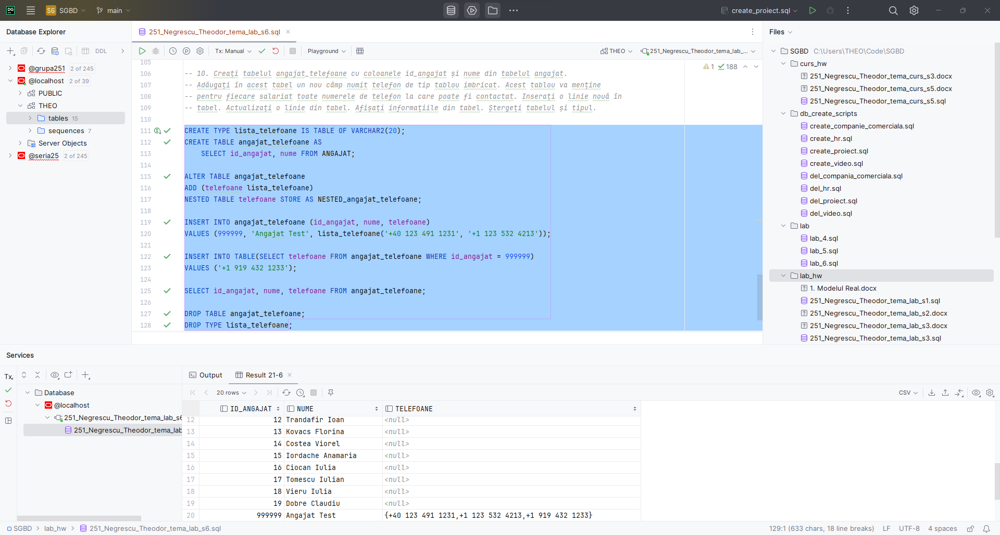 DG
SG SGBD
main
create_proiect.sql
Database Explorer
251_Negrescu_Theodor_tema_lab_s6.sql
Files
DDL
Tx: Manual
Playground
THEO
251_Negrescu_Theodor_tema_lab_...
@grupa251 2 of 245
@localhost 2 of 39
PUBLIC
THEO
tables 15
sequences 7
Server Objects
@seria25 2 of 245
1 188
105
106 -- 10. Creați tabelul angajat_telefoane cu coloanele id_angajat și nume din tabelul angajat.
107 -- Adăugați în acest tabel un nou câmp numit telefon de tip tablou imbricat. Acest tablou va menține
108 -- pentru fiecare salariat toate numerele de telefon la care poate fi contactat. Inserați o linie nouă în
109 -- tabel. Actualizați o linie din tabel. Afișați informațiile din tabel. Ștergeți tabelul și tipul.
110
111 CREATE TYPE lista_telefoane IS TABLE OF VARCHAR2(20);
112 CREATE TABLE angajat_telefoane AS
113 SELECT id_angajat, nume FROM ANGAJAT;
114
115 ALTER TABLE angajat_telefoane
116 ADD (telefoane lista_telefoane)
117 NESTED TABLE telefoane STORE AS NESTED_angajat_telefoane;
118
119 INSERT INTO angajat_telefoane (id_angajat, nume, telefoane)
120 VALUES (999999, 'Angajat Test', lista_telefoane('+40 123 491 1231', '+1 123 532 4213'));
121
122 INSERT INTO TABLE(SELECT telefoane FROM angajat_telefoane WHERE id_angajat = 999999)
123 VALUES ('+1 919 432 1233');
124
125 SELECT id_angajat, nume, telefoane FROM angajat_telefoane;
126
127 DROP TABLE angajat_telefoane;
128 DROP TYPE lista_telefoane;
SGBD C:\Users\THEO\Code\SGBD
curs_hw
251_Negrescu_Theodor_tema_curs_s3.docx
251_Negrescu_Theodor_tema_curs_s5.docx
251_Negrescu_Theodor_tema_curs_s5.sql
db_create_scripts
create_companie_comerciala.sql
create_hr.sql
create_proiect.sql
create_video.sql
del_compania_comerciala.sql
del_hr.sql
del_proiect.sql
del_video.sql
lab
lab_4.sql
lab_5.sql
lab_6.sql
lab_hw
1. Modelul Real.docx
251_Negrescu_Theodor_tema_lab_s1.sql
251_Negrescu_Theodor_tema_lab_s2.docx
251_Negrescu_Theodor_tema_lab_s3.docx
251_Negrescu_Theodor_tema_lab_s3.sql
Services
Tx
Database
@localhost
251_Negrescu_Theodor_tema_lab_s6
251_Negrescu_Theodor_tema_lab
Output
Result 21-6
20 rows
CSV
ID_ANGAJAT NUME TELEFOANE
12 12 Trandafir Ioan <null>
13 13 Kovacs Florina <null>
14 14 Costea Viorel <null>
15 15 Iordache Anamaria <null>
16 16 Ciocan Iulia <null>
17 17 Tomescu Iulian <null>
18 18 Vieru Iulia <null>
19 19 Dobre Claudiu <null>
20 999999 Angajat Test {+40 123 491 1231,+1 123 532 4213,+1 919 432 1233}
SGBD > lab_hw > 251_Negrescu_Theodor_tema_lab_s6.sql
129:1 (633 chars, 18 line breaks) LF UTF-8 4 spaces